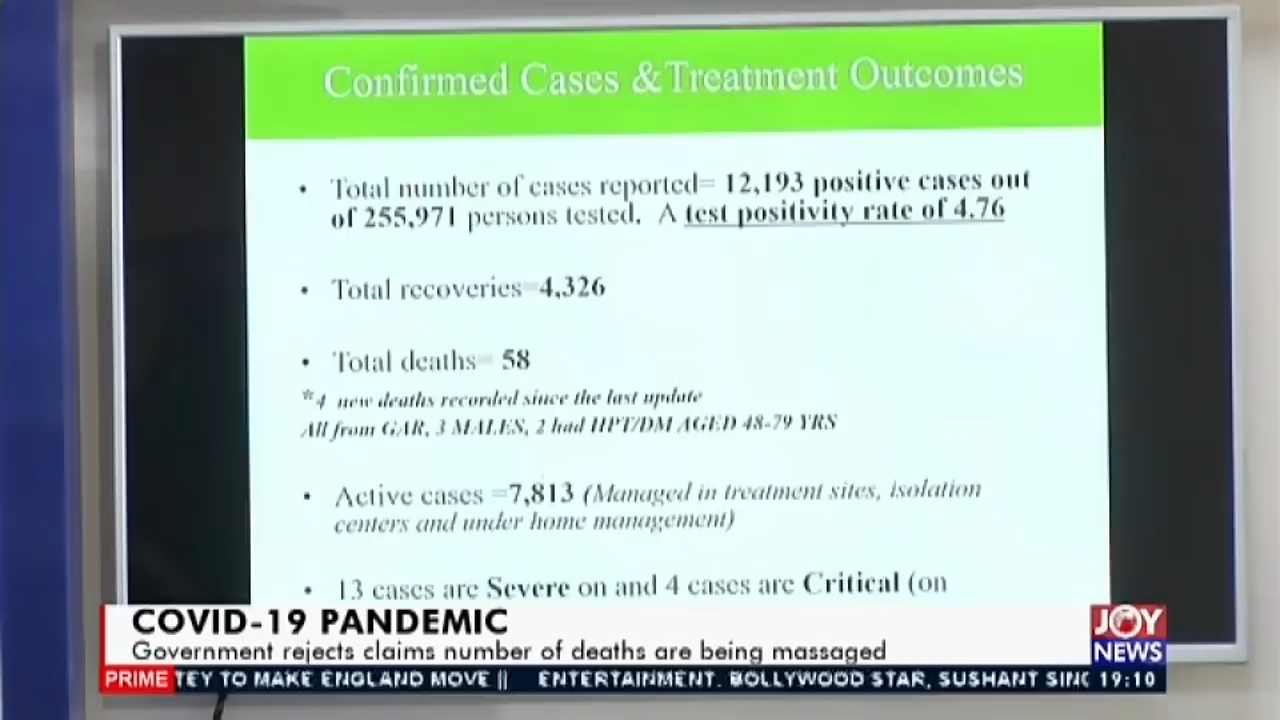 Confirmed Cases & Treatment Outcomes
• Total number of cases reported= 12,193 positive cases out
of 255,971 persons tested. A test positivity rate of 4.76
• Total recoveries=4,326
• Total deaths= 58
*4 new deaths recorded since the last update
All from GAR, 3 MALES, 2 had HPT/DM AGED 48-79 YRS
• Active cases =7,813 (Managed in treatment sites, isolation
centers and under home management)
• 13 cases are Severe on and 4 cases are Critical (on
COVID-19 PANDEMIC
Government rejects claims number of deaths are being massaged
JOY
NEWS
PRIME TEY TO MAKE ENGLAND MOVE || ENTERTAINMENT. BOLLYWOOD STAR, SUSHANT SING 19:10